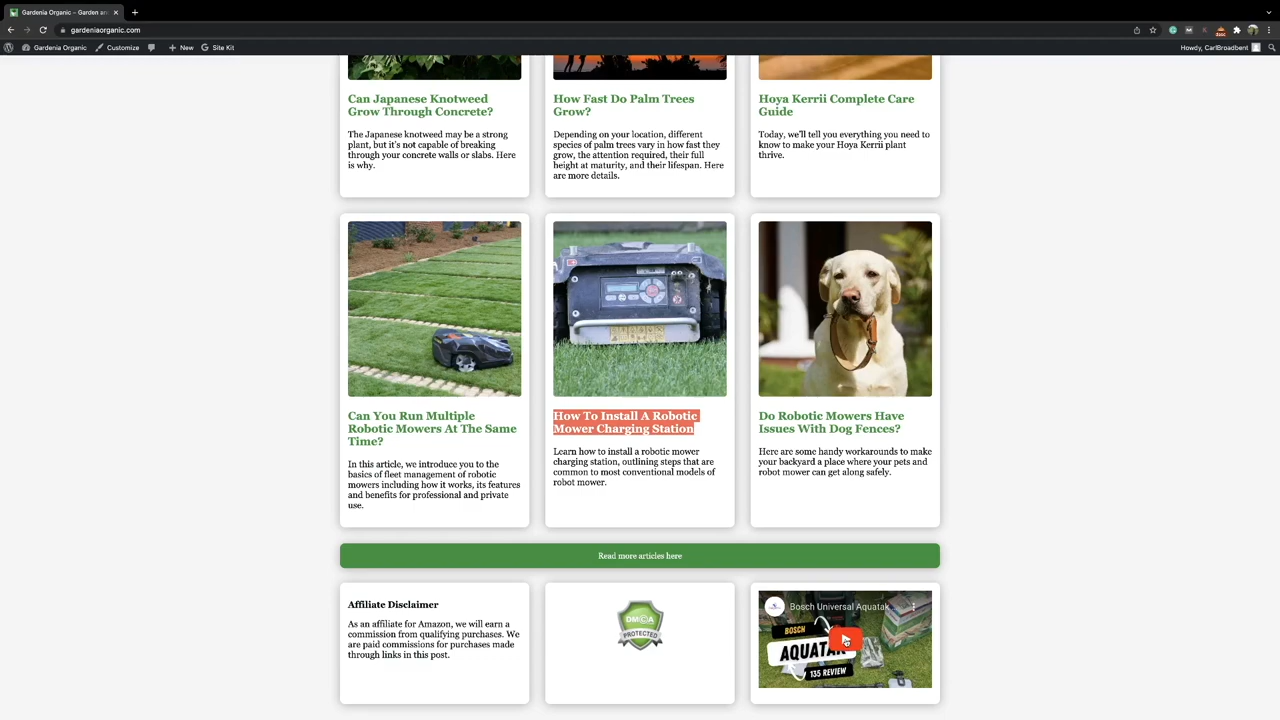 Gardenia Organic – Garden an
gardeniaorganic.com
Gardenia Organic
Customize
New
Site Kit
Howdy, CarlBroadbent
Can Japanese Knotweed
Grow Through Concrete?
The Japanese knotweed may be a strong
plant, but it's not capable of breaking
through your concrete walls or slabs. Here
is why.
How Fast Do Palm Trees
Grow?
Depending on your location, different
species of palm trees vary in how fast they
grow, the attention required, their full
height at maturity, and their lifespan. Here
are more details.
Hoya Kerrii Complete Care
Guide
Today, we'll tell you everything you need to
know to make your Hoya Kerrii plant
thrive.
Can You Run Multiple
Robotic Mowers At The Same
Time?
In this article, we introduce you to the
basics of fleet management of robotic
mowers including how it works, its features
and benefits for professional and private
use.
How To Install A Robotic
Mower Charging Station
Learn how to install a robotic mower
charging station, outlining steps that are
common to most conventional models of
robot mower.
Do Robotic Mowers Have
Issues With Dog Fences?
Here are some handy workarounds to make
your backyard a place where your pets and
robot mower can get along safely.
Read more articles here
Affiliate Disclaimer
As an affiliate for Amazon, we will earn a
commission from qualifying purchases. We
are paid commissions for purchases made
through links in this post.
DMCA
PROTECTED
Bosch Universal Aquatak...
BOSCH
AQUATAK
135 REVIEW